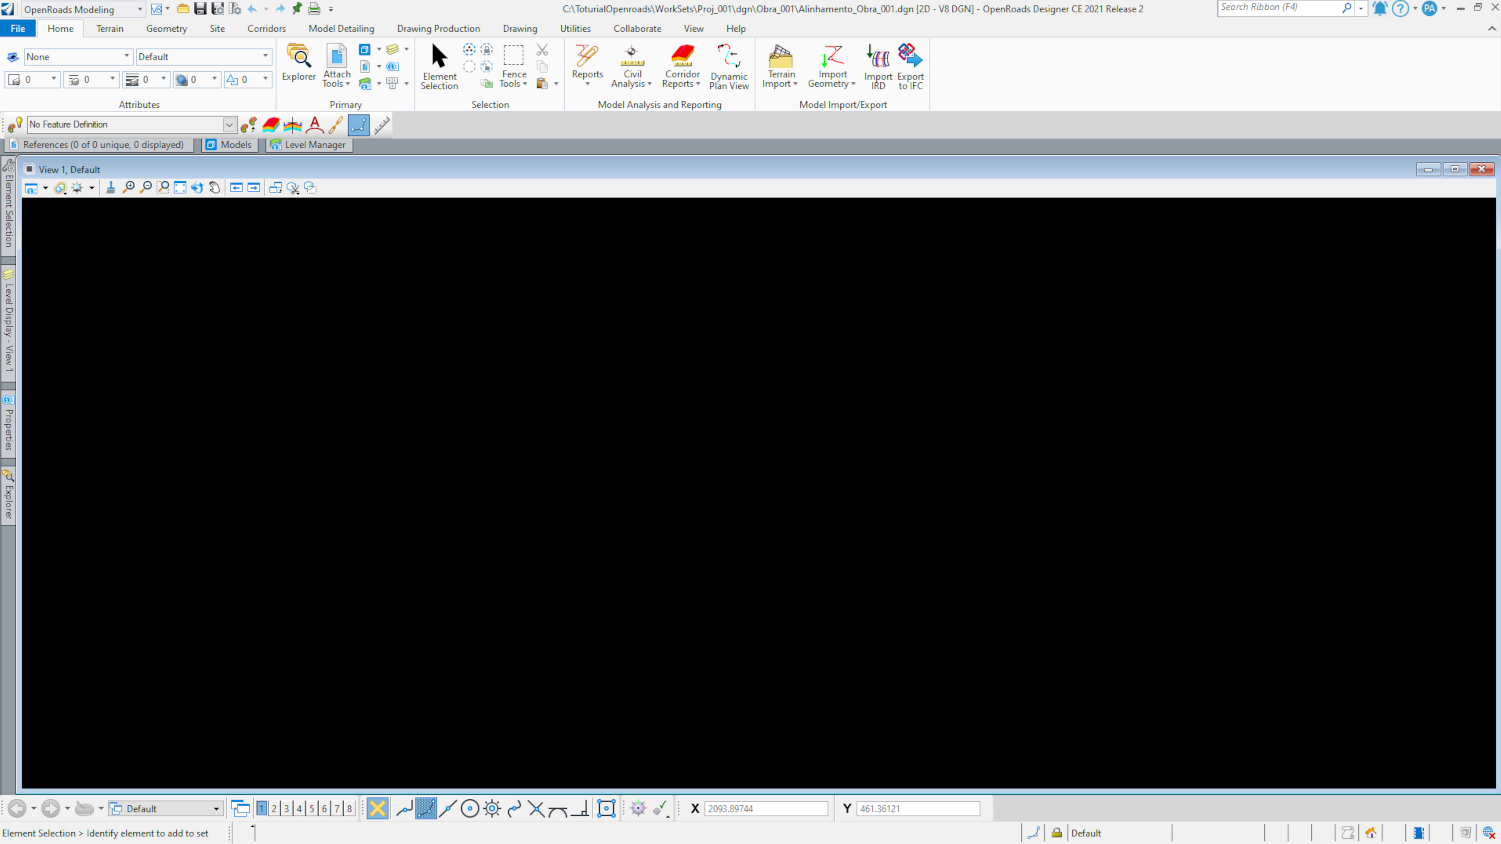 OpenRoads Modeling
C:\ToturialOpenroads\WorkSets\Proj_001\dgn\Obra_001\Alinhamento_Obra_001.dgn [2D - V8 DGN] - OpenRoads Designer CE 2021 Release 2
Search Ribbon (F4)
PA
File Home Terrain Geometry Site Corridors Model Detailing Drawing Production Drawing Utilities Collaborate View Help
None Default
0 0 0 0 0
Attributes
Explorer
Attach Tools
Primary
Element Selection
Fence Tools
Selection
Reports
Civil Analysis
Corridor Reports
Dynamic Plan View
Model Analysis and Reporting
Terrain Import
Import Geometry
Import IRD
Export to IFC
Model Import/Export
No Feature Definition
References (0 of 0 unique, 0 displayed) Models Level Manager
View 1, Default
Element Selection
Level Display - View 1
Properties
Explorer
Default 1 2 3 4 5 6 7 8 X 2093.89744 Y 461.36121
Element Selection > Identify element to add to set Default